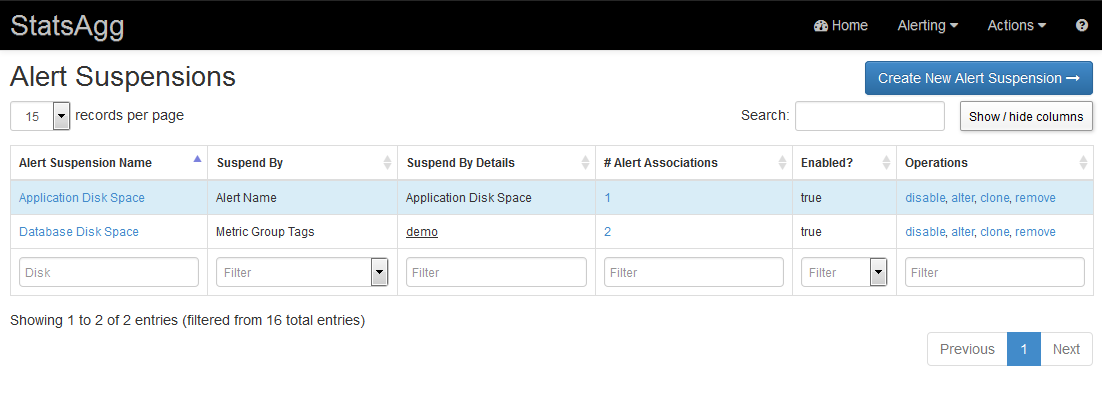 StatsAgg Home Alerting Actions
Alert Suspensions Create New Alert Suspension →
15 records per page Search: Show / hide columns
Alert Suspension Name Suspend By Suspend By Details # Alert Associations Enabled? Operations
Application Disk Space Alert Name Application Disk Space 1 true disable, alter, clone, remove
Database Disk Space Metric Group Tags demo 2 true disable, alter, clone, remove
Disk Filter Filter Filter Filter Filter
Showing 1 to 2 of 2 entries (filtered from 16 total entries)
Previous 1 Next